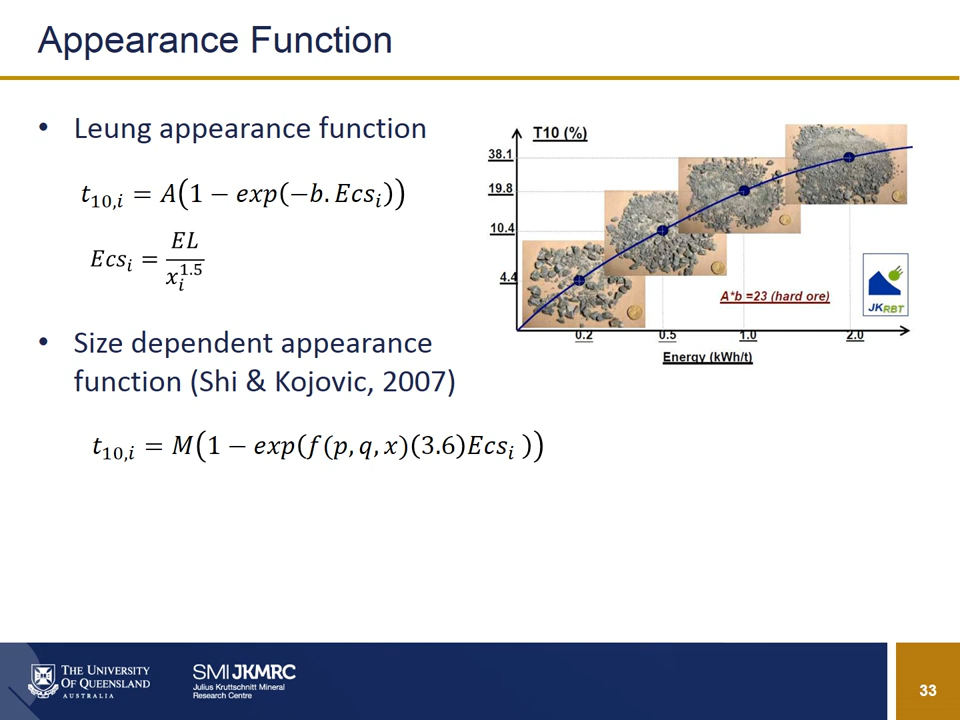 Appearance Function
• Leung appearance function
t₁₀,ᵢ = A(1 − exp(−b. Ecsᵢ))
Ecsᵢ = EL / xᵢ^1.5
• Size dependent appearance
function (Shi & Kojovic, 2007)
t₁₀,ᵢ = M(1 − exp(f(p, q, x)(3.6)Ecsᵢ ))
T10 (%)
38.1
19.8
10.4
4.4
A*b =23 (hard ore)
JKRBT
0.2 0.5 1.0 2.0
Energy (kWh/t)
THE UNIVERSITY
OF QUEENSLAND
AUSTRALIA
SMI JKMRC
Julius Kruttschnitt Mineral
Research Centre
33